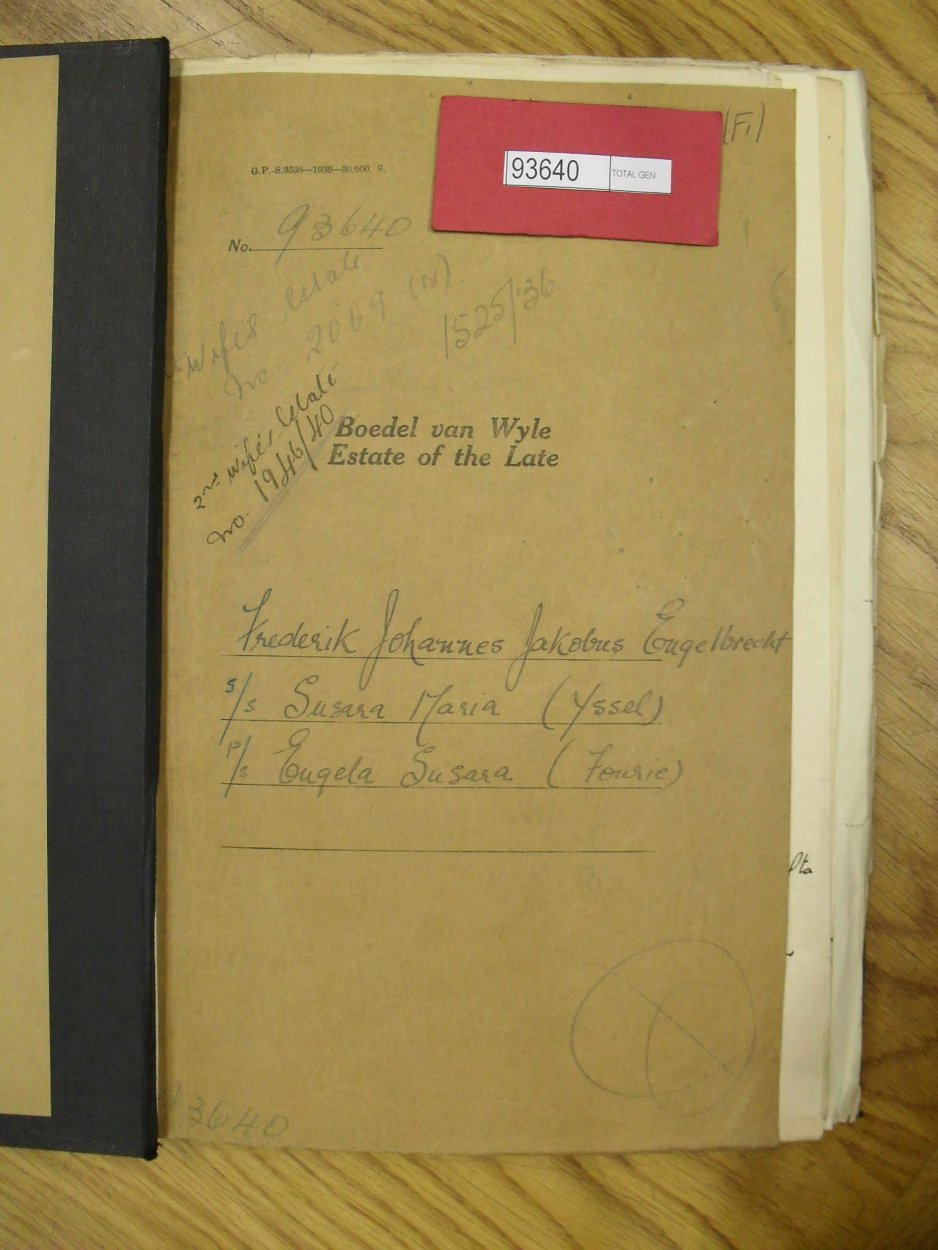 (F1)
93640 TOTAL GEN
G.P.-S.3538—1936—30,000 S.
No. 93640.
Wife's Estate
No. 2069 (N).
1525/36
2nd Wife's Estate
No. 1946/40
Boedel van Wyle
Estate of the Late
Frederik Johannes Jakobus Engelbrecht
s/s Susara Maria (Yssel)
p/s Engela Susara (Fourie)
3640